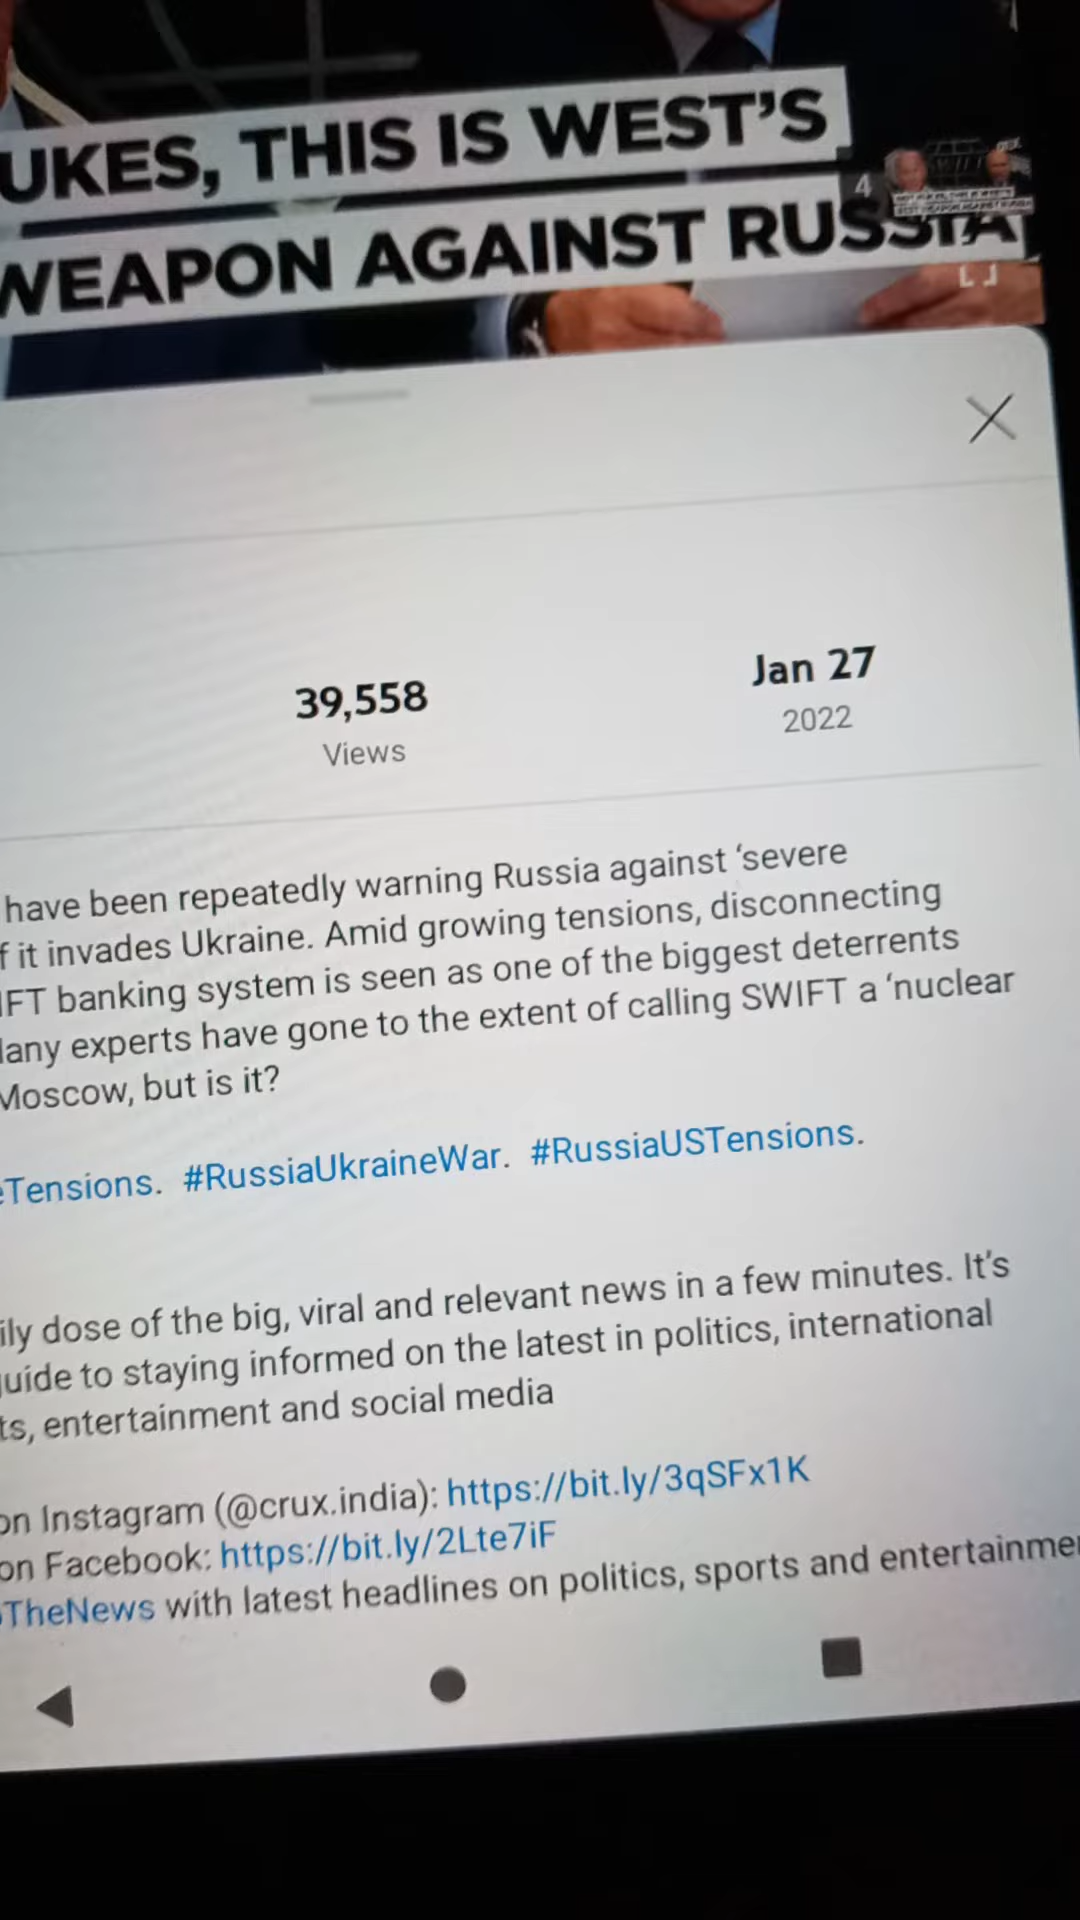 UKES, THIS IS WEST'S
WEAPON AGAINST RUSSIA
4
39,558
Views
Jan 27
2022
have been repeatedly warning Russia against ‘severe
f it invades Ukraine. Amid growing tensions, disconnecting
IFT banking system is seen as one of the biggest deterrents
Many experts have gone to the extent of calling SWIFT a ‘nuclear
Moscow, but is it?
eTensions. #RussiaUkraineWar. #RussiaUSTensions.
ily dose of the big, viral and relevant news in a few minutes. It's
guide to staying informed on the latest in politics, international
ts, entertainment and social media
on Instagram (@crux.india): https://bit.ly/3qSFx1K
on Facebook: https://bit.ly/2Lte7iF
TheNews with latest headlines on politics, sports and entertainme